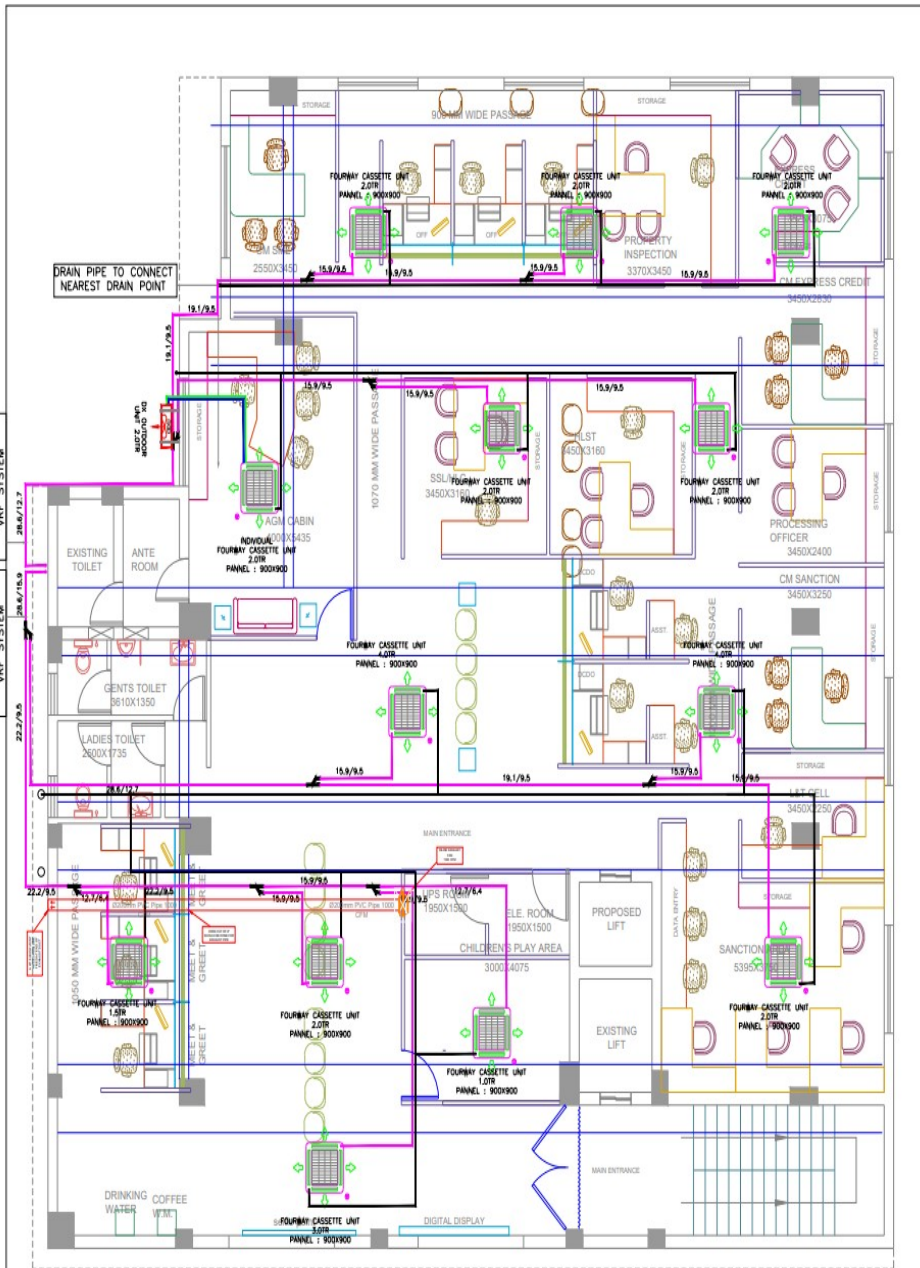 STORAGE
900 MM WIDE PASSAGE
STORAGE
FOURWAY CASSETTE UNIT
2.0TR
PANNEL : 900X900
FOURWAY CASSETTE UNIT
2.0TR
PANNEL : 900X900
FOURWAY CASSETTE UNIT
2.0TR
PANNEL : 900X900
OFF
OFF
2550X3450
PROPERTY
INSPECTION
3370X3450
DRAIN PIPE TO CONNECT
NEAREST DRAIN POINT
15.9/9.5
15.9/9.5
15.9/9.5
15.9/9.5
CM EXPRESS CREDIT
3450X2830
19.1/9.5
19.1/9.5
STORAGE
15.9/9.5
15.9/9.5
15.9/9.5
DX OUTDOOR
UNIT 2.0TR
STORAGE
1070 MM WIDE PASSAGE
SSL/HLC
3450X3160
STORAGE
HLST
3450X3160
STORAGE
FOURWAY CASSETTE UNIT
2.0TR
PANNEL : 900X900
FOURWAY CASSETTE UNIT
2.0TR
PANNEL : 900X900
STORAGE
VRF SYSTEM
28.6/12.7
AGM CABIN
4000X5435
INDIVIDUAL
FOURWAY CASSETTE UNIT
2.0TR
PANNEL : 900X900
PROCESSING
OFFICER
3450X2400
EXISTING
TOILET
ANTE
ROOM
DCDO
CM SANCTION
3450X3250
VRF SYSTEM
28.6/15.9
ASST.
PASSAGE
STORAGE
FOURWAY CASSETTE UNIT
4.0TR
PANNEL : 900X900
FOURWAY CASSETTE UNIT
4.0TR
PANNEL : 900X900
DCDO
ASST.
GENTS TOILET
3610X1350
22.2/9.5
LADIES TOILET
2500X1735
15.9/9.5
19.1/9.5
15.9/9.5
15.9/9.5
STORAGE
28.6/12.7
L&T CELL
3450X2250
MAIN ENTRANCE
22.2/9.5
12.7/6.4
22.2/9.5
15.9/9.5
15.9/9.5
12.7/6.4
UPS ROOM
1950X1500
ELE. ROOM
1950X1500
STORAGE
PROPOSED
LIFT
DATA ENTRY
CHILDREN'S PLAY AREA
3000X4075
1050 MM WIDE PASSAGE
MEET &
GREET
MEET &
GREET
FOURWAY CASSETTE UNIT
1.5TR
PANNEL : 900X900
FOURWAY CASSETTE UNIT
2.0TR
PANNEL : 900X900
FOURWAY CASSETTE UNIT
2.0TR
PANNEL : 900X900
EXISTING
LIFT
FOURWAY CASSETTE UNIT
1.0TR
PANNEL : 900X900
MAIN ENTRANCE
DRINKING
WATER
COFFEE
W.M.
FOURWAY CASSETTE UNIT
3.0TR
PANNEL : 900X900
DIGITAL DISPLAY